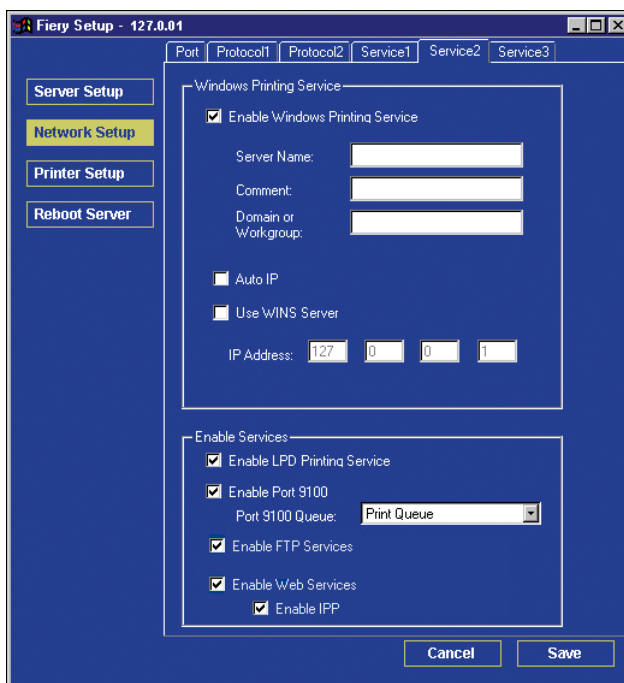 Fiery Setup - 127.0.01
Port Protocol1 Protocol2 Service1 Service2 Service3
Server Setup
Network Setup
Printer Setup
Reboot Server
Windows Printing Service
Enable Windows Printing Service
Server Name:
Comment:
Domain or
Workgroup:
Auto IP
Use WINS Server
IP Address: 127 0 0 1
Enable Services
Enable LPD Printing Service
Enable Port 9100
Port 9100 Queue: Print Queue
Enable FTP Services
Enable Web Services
Enable IPP
Cancel Save